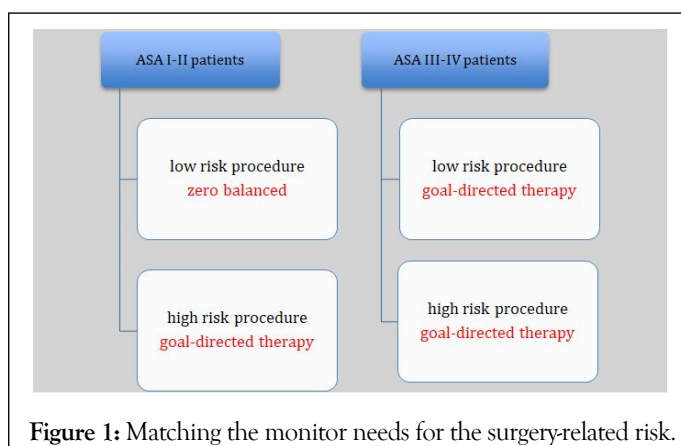 ASA I-II patients
low risk procedure
zero balanced
high risk procedure
goal-directed therapy
ASA III-IV patients
low risk procedure
goal-directed therapy
high risk procedure
goal-directed therapy
Figure 1: Matching the monitor needs for the surgery-related risk.